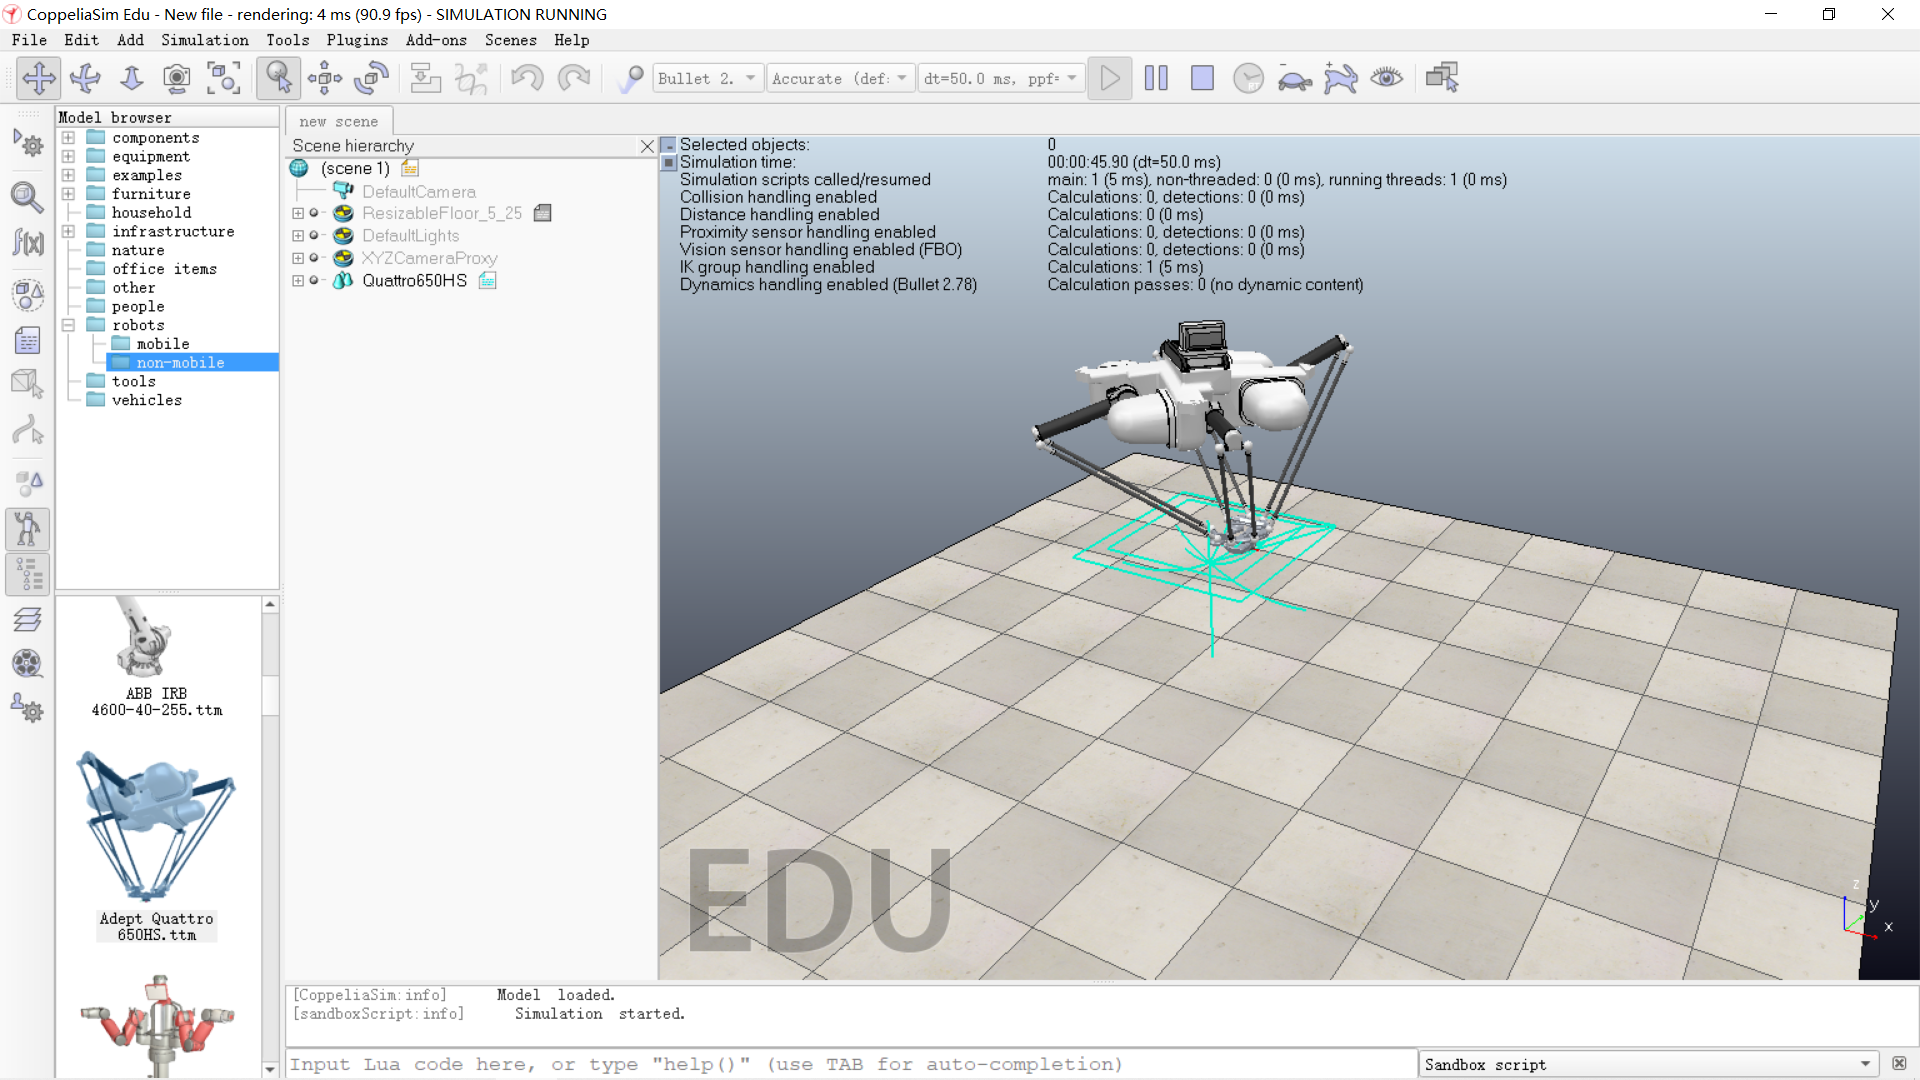 CoppeliaSim Edu - New file - rendering: 4 ms (90.9 fps) - SIMULATION RUNNING
File Edit Add Simulation Tools Plugins Add-ons Scenes Help
Bullet 2. Accurate (def: dt=50.0 ms, ppf=
Model browser
components
equipment
examples
furniture
household
infrastructure
nature
office items
other
people
robots
mobile
non-mobile
tools
vehicles
ABB IRB
4600-40-255.ttm
Adept Quattro
650HS.ttm
new scene
Scene hierarchy
(scene 1)
DefaultCamera
ResizableFloor_5_25
DefaultLights
XYZCameraProxy
Quattro650HS
Selected objects: 0
Simulation time: 00:00:45.90 (dt=50.0 ms)
Simulation scripts called/resumed main: 1 (5 ms), non-threaded: 0 (0 ms), running threads: 1 (0 ms)
Collision handling enabled Calculations: 0, detections: 0 (0 ms)
Distance handling enabled Calculations: 0 (0 ms)
Proximity sensor handling enabled Calculations: 0, detections: 0 (0 ms)
Vision sensor handling enabled (FBO) Calculations: 0, detections: 0 (0 ms)
IK group handling enabled Calculations: 1 (5 ms)
Dynamics handling enabled (Bullet 2.78) Calculation passes: 0 (no dynamic content)
EDU
z
y
x
[CoppeliaSim:info] Model loaded.
[sandboxScript:info] Simulation started.
Input Lua code here, or type "help()" (use TAB for auto-completion)
Sandbox script
f(x)